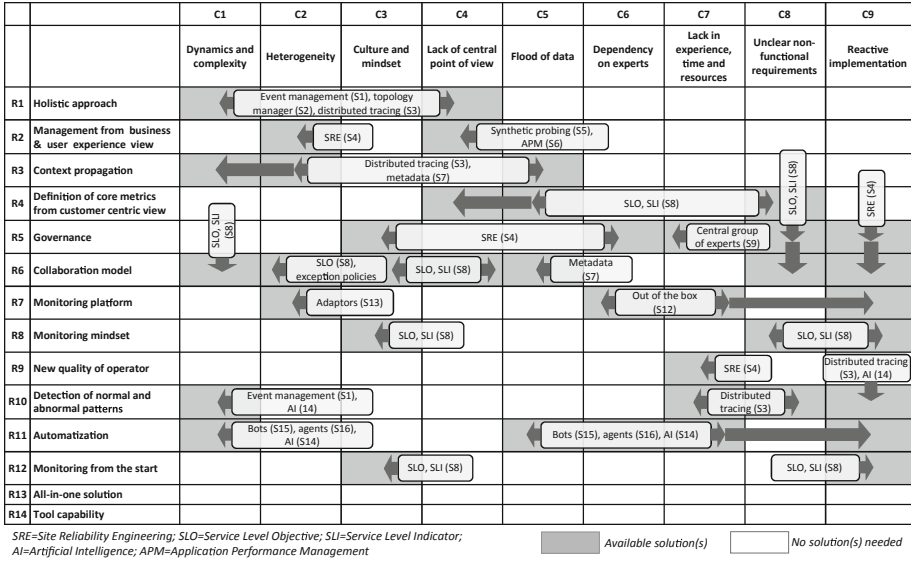 C1 C2 C3 C4 C5 C6 C7 C8 C9
Dynamics and complexity
Heterogeneity
Culture and mindset
Lack of central point of view
Flood of data
Dependency on experts
Lack in experience, time and resources
Unclear non-functional requirements
Reactive implementation
R1 Holistic approach
Event management (S1), topology
manager (S2), distributed tracing (S3)
R2 Management from business
& user experience view
SRE (S4)
Synthetic probing (S5),
APM (S6)
R3 Context propagation
Distributed tracing (S3),
metadata (S7)
SLO, SLI (S8)
SRE (S4)
R4 Definition of core metrics
from customer centric view
SLO, SLI (S8)
SLO, SLI
(S8)
R5 Governance
SRE (S4)
Central group
of experts (S9)
R6 Collaboration model
SLO (S8),
exception policies
SLO, SLI (S8)
Metadata
(S7)
R7 Monitoring platform
Adaptors (S13)
Out of the box
(S12)
R8 Monitoring mindset
SLO, SLI (S8)
SLO, SLI (S8)
R9 New quality of operator
SRE (S4)
Distributed tracing
(S3), AI (14)
R10 Detection of normal and
abnormal patterns
Event management (S1),
AI (14)
Distributed
tracing (S3)
R11 Automatization
Bots (S15), agents (S16),
AI (S14)
Bots (S15), agents (S16), AI (S14)
R12 Monitoring from the start
SLO, SLI (S8)
SLO, SLI (S8)
R13 All-in-one solution
R14 Tool capability
SRE=Site Reliability Engineering; SLO=Service Level Objective; SLI=Service Level Indicator;
AI=Artificial Intelligence; APM=Application Performance Management
Available solution(s)
No solution(s) needed